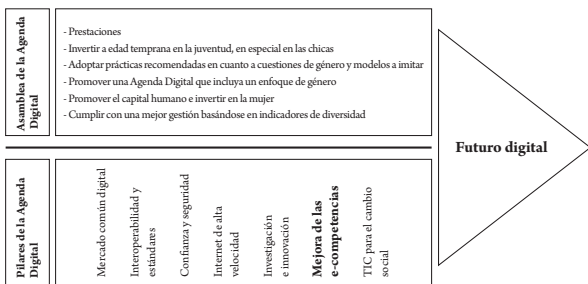 Asamblea de la Agenda
Digital
- Prestaciones
- Invertir a edad temprana en la juventud, en especial en las chicas
- Adoptar prácticas recomendadas en cuanto a cuestiones de género y modelos a imitar
- Promover una Agenda Digital que incluya un enfoque de género
- Promover el capital humano e invertir en la mujer
- Cumplir con una mejor gestión basándose en indicadores de diversidad
Futuro digital
Pilares de la Agenda
Digital
Mercado común digital
Interoperabilidad y
estándares
Confianza y seguridad
Internet de alta
velocidad
Investigación
e innovación
Mejora de las
e-competencias
TIC para el cambio
social